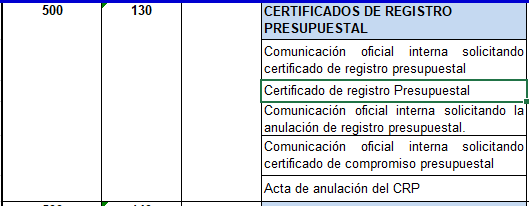 500 130 CERTIFICADOS DE REGISTRO
PRESUPUESTAL
Comunicación oficial interna solicitando
certificado de registro presupuestal
Certificado de registro Presupuestal
Comunicación oficial interna solicitando la
anulación de registro presupuestal.
Comunicación oficial interna solicitando
certificado de compromiso presupuestal
Acta de anulación del CRP